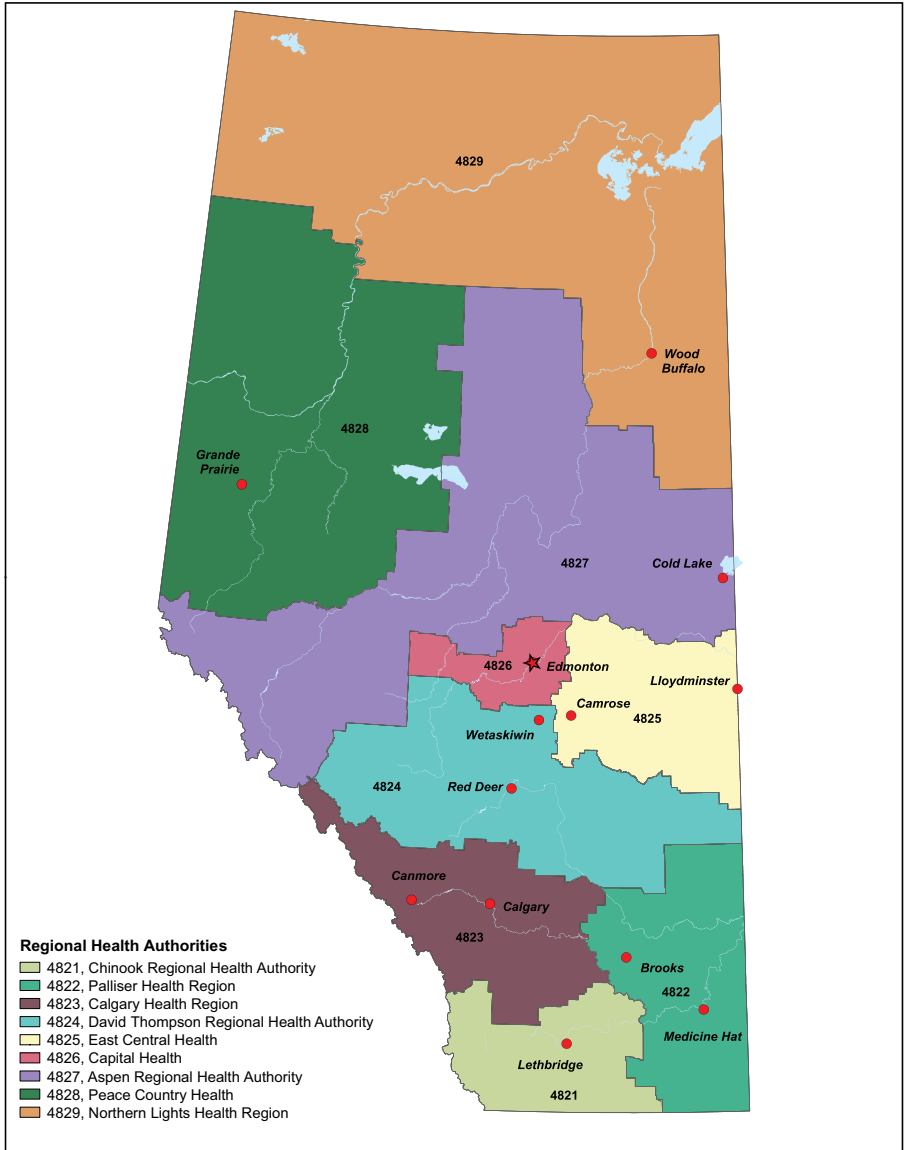 4829
Wood
Buffalo
4828
Grande
Prairie
4827
Cold Lake
4826
Edmonton
Lloydminster
Camrose
4825
Wetaskiwin
4824
Red Deer
Canmore
Calgary
4823
Brooks
4822
Medicine Hat
Lethbridge
4821
Regional Health Authorities
4821, Chinook Regional Health Authority
4822, Palliser Health Region
4823, Calgary Health Region
4824, David Thompson Regional Health Authority
4825, East Central Health
4826, Capital Health
4827, Aspen Regional Health Authority
4828, Peace Country Health
4829, Northern Lights Health Region